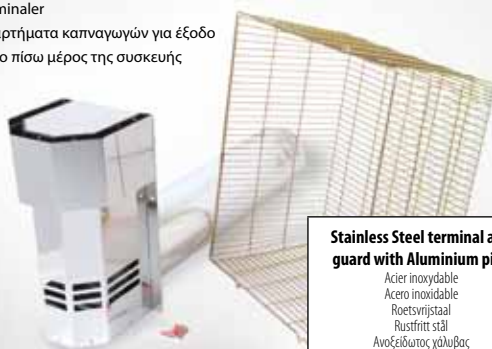 minaler
αρτήματα καπναγωγών για έξοδο
ο πίσω μέρος της συσκευής
Stainless Steel terminal a
guard with Aluminium pi
Acier inoxydable
Acero inoxidable
Roetsvrijstaal
Rustfritt stål
Ανοξείδωτος χάλυβας